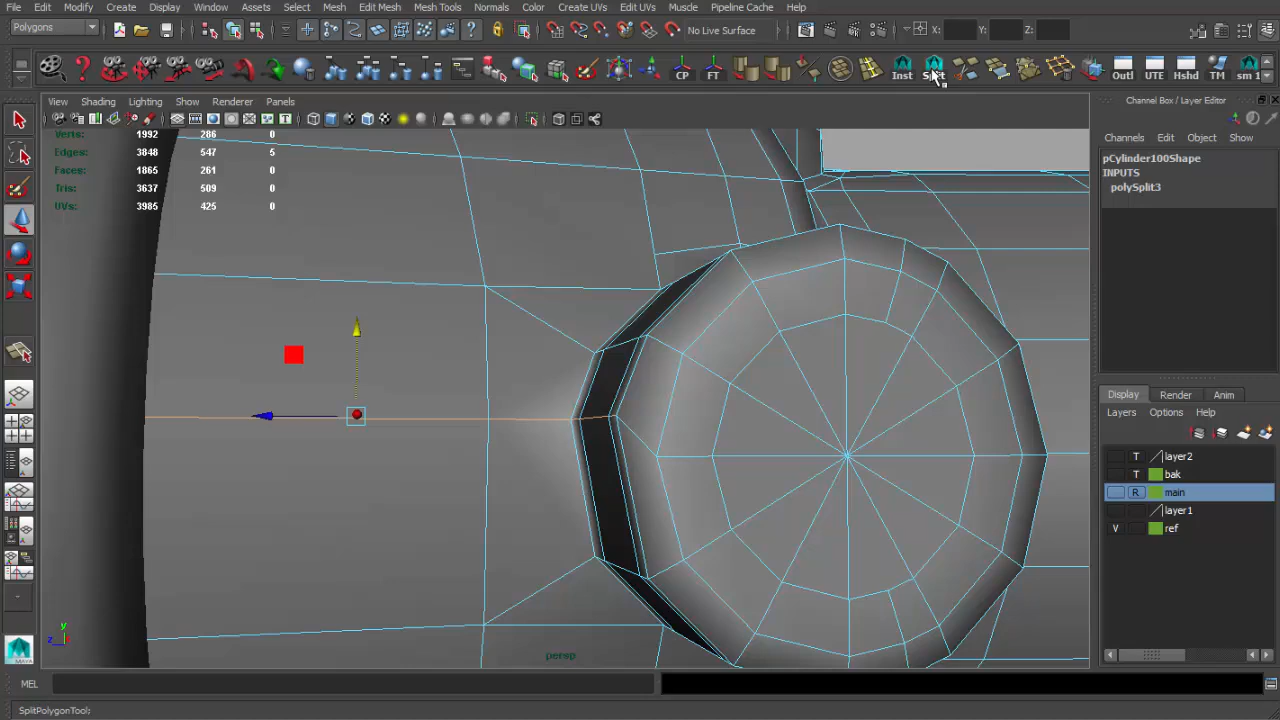 File Edit Modify Create Display Window Assets Select Mesh Edit Mesh Mesh Tools Normals Color Create UVs Edit UVs Muscle Pipeline Cache Help
Polygons No Live Surface X: Y: Z:
CP FT Inst Split Outl UTE Hshd TM sm 1
View Shading Lighting Show Renderer Panels Channel Box / Layer Editor
Channels Edit Object Show
Verts: 1992 286 0
Edges: 3848 547 5
Faces: 1865 261 0
Tris: 3637 509 0
UVs: 3985 425 0
pCylinder100Shape
INPUTS
polySplit3
Display Render Anim
Layers Options Help
T layer2
T bak
R main
layer1
V ref
y
z
persp
MAYA
MEL
SplitPolygonTool: